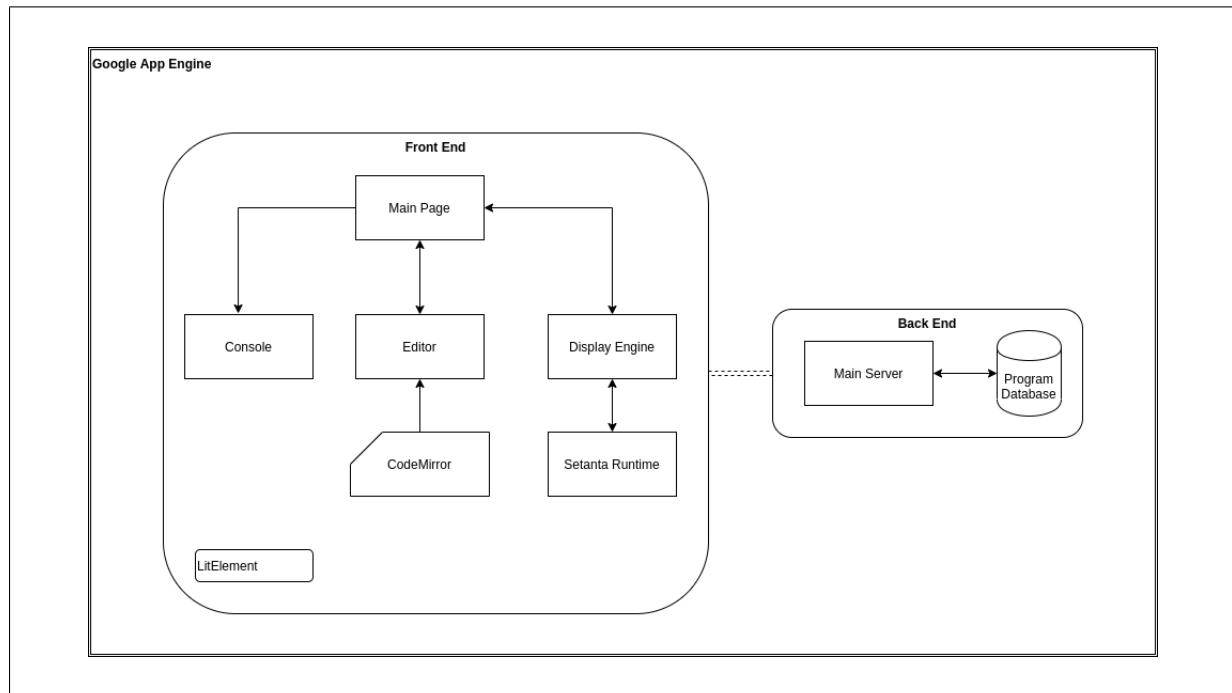 Google App Engine
Front End
Main Page
Console
Editor
Display Engine
CodeMirror
Setanta Runtime
LitElement
Back End
Main Server
Program
Database